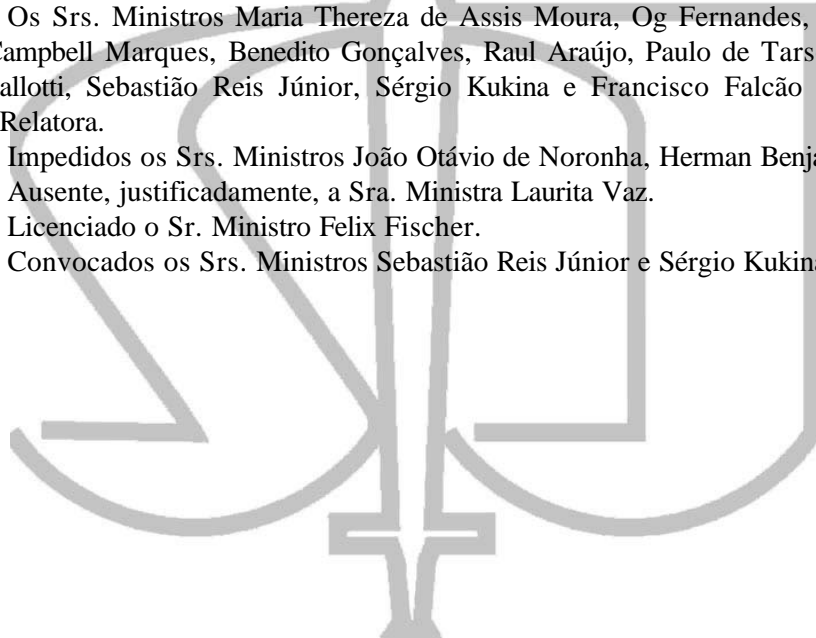 Os Srs. Ministros Maria Thereza de Assis Moura, Og Fernandes,
Campbell Marques, Benedito Gonçalves, Raul Araújo, Paulo de Tars
allotti, Sebastião Reis Júnior, Sérgio Kukina e Francisco Falcão
Relatora.
Impedidos os Srs. Ministros João Otávio de Noronha, Herman Benja
Ausente, justificadamente, a Sra. Ministra Laurita Vaz.
Licenciado o Sr. Ministro Felix Fischer.
Convocados os Srs. Ministros Sebastião Reis Júnior e Sérgio Kukina